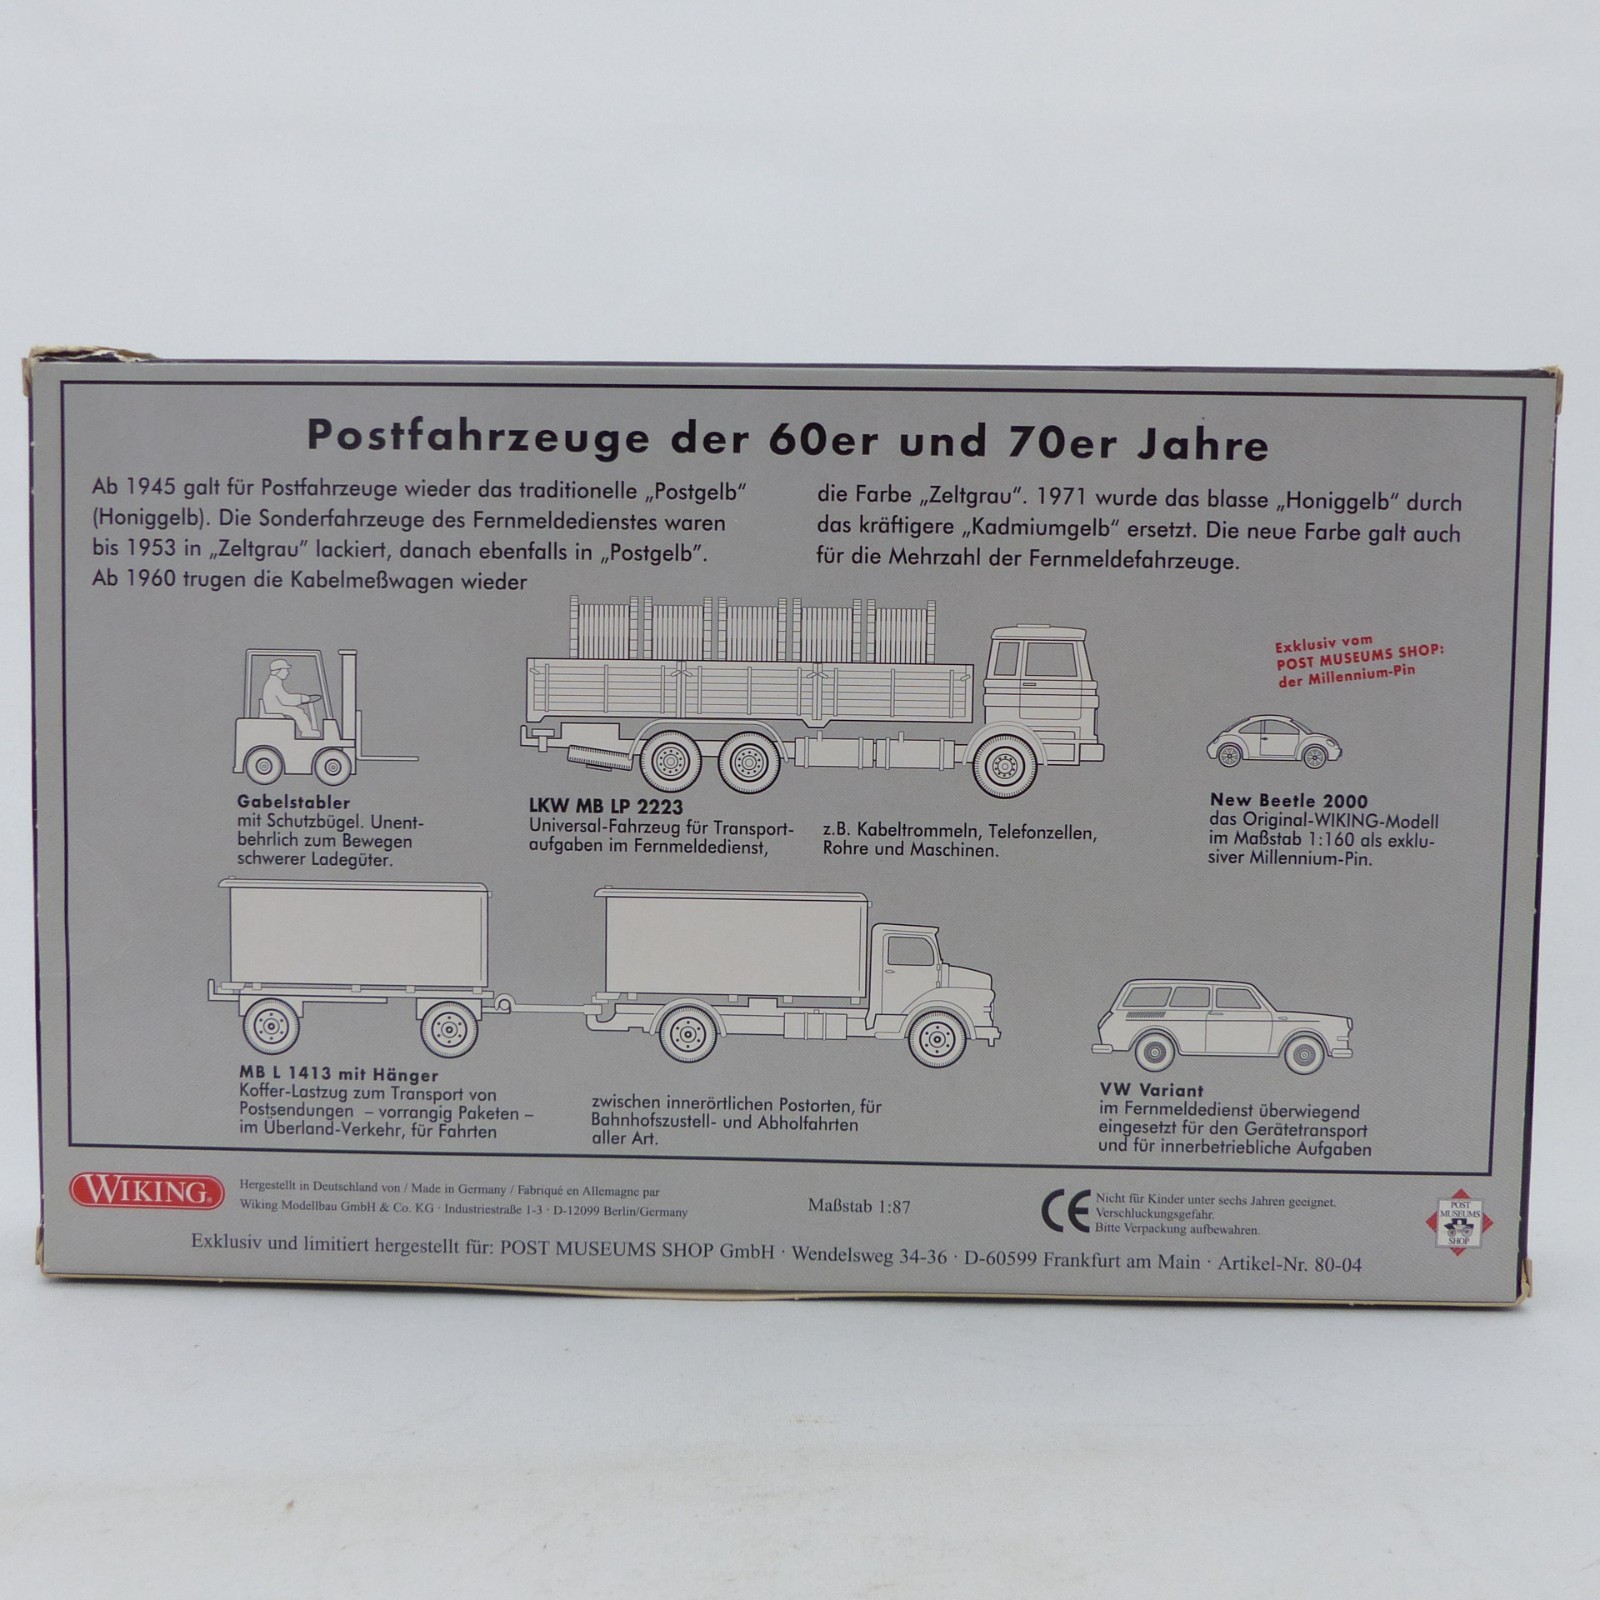 Postfahrzeuge der 60er und 70er Jahre
Ab 1945 galt für Postfahrzeuge wieder das traditionelle „Postgelb“
(Honiggelb). Die Sonderfahrzeuge des Fernmeldedienstes waren
bis 1953 in „Zeltgrau“ lackiert, danach ebenfalls in „Postgelb“.
Ab 1960 trugen die Kabelmeßwagen wieder
die Farbe „Zeltgrau“. 1971 wurde das blasse „Honiggelb“ durch
das kräftigere „Kadmiumgelb“ ersetzt. Die neue Farbe galt auch
für die Mehrzahl der Fernmeldefahrzeuge.
Exklusiv vom
POST MUSEUMS SHOP:
der Millennium-Pin
Gabelstabler
mit Schutzbügel. Unent-
behrlich zum Bewegen
schwerer Ladegüter.
LKW MB LP 2223
Universal-Fahrzeug für Transport-
aufgaben im Fernmeldedienst,
z.B. Kabeltrommeln, Telefonzellen,
Rohre und Maschinen.
New Beetle 2000
das Original-WIKING-Modell
im Maßstab 1:160 als exklu-
siver Millennium-Pin.
MB L 1413 mit Hänger
Koffer-Lastzug zum Transport von
Postsendungen – vorrangig Paketen –
im Überland-Verkehr, für Fahrten
zwischen innerörtlichen Postorten, für
Bahnhofszustell- und Abholfahrten
aller Art.
VW Variant
im Fernmeldedienst überwiegend
eingesetzt für den Gerätetransport
und für innerbetriebliche Aufgaben
WIKING®
Hergestellt in Deutschland von / Made in Germany / Fabriqué en Allemagne par
Wiking Modellbau GmbH & Co. KG · Industriestraße 1-3 · D-12099 Berlin/Germany
Maßstab 1:87
CE
Nicht für Kinder unter sechs Jahren geeignet.
Verschluckungsgefahr.
Bitte Verpackung aufbewahren.
POST
MUSEUMS
SHOP
Exklusiv und limitiert hergestellt für: POST MUSEUMS SHOP GmbH · Wendelsweg 34-36 · D-60599 Frankfurt am Main · Artikel-Nr. 80-04